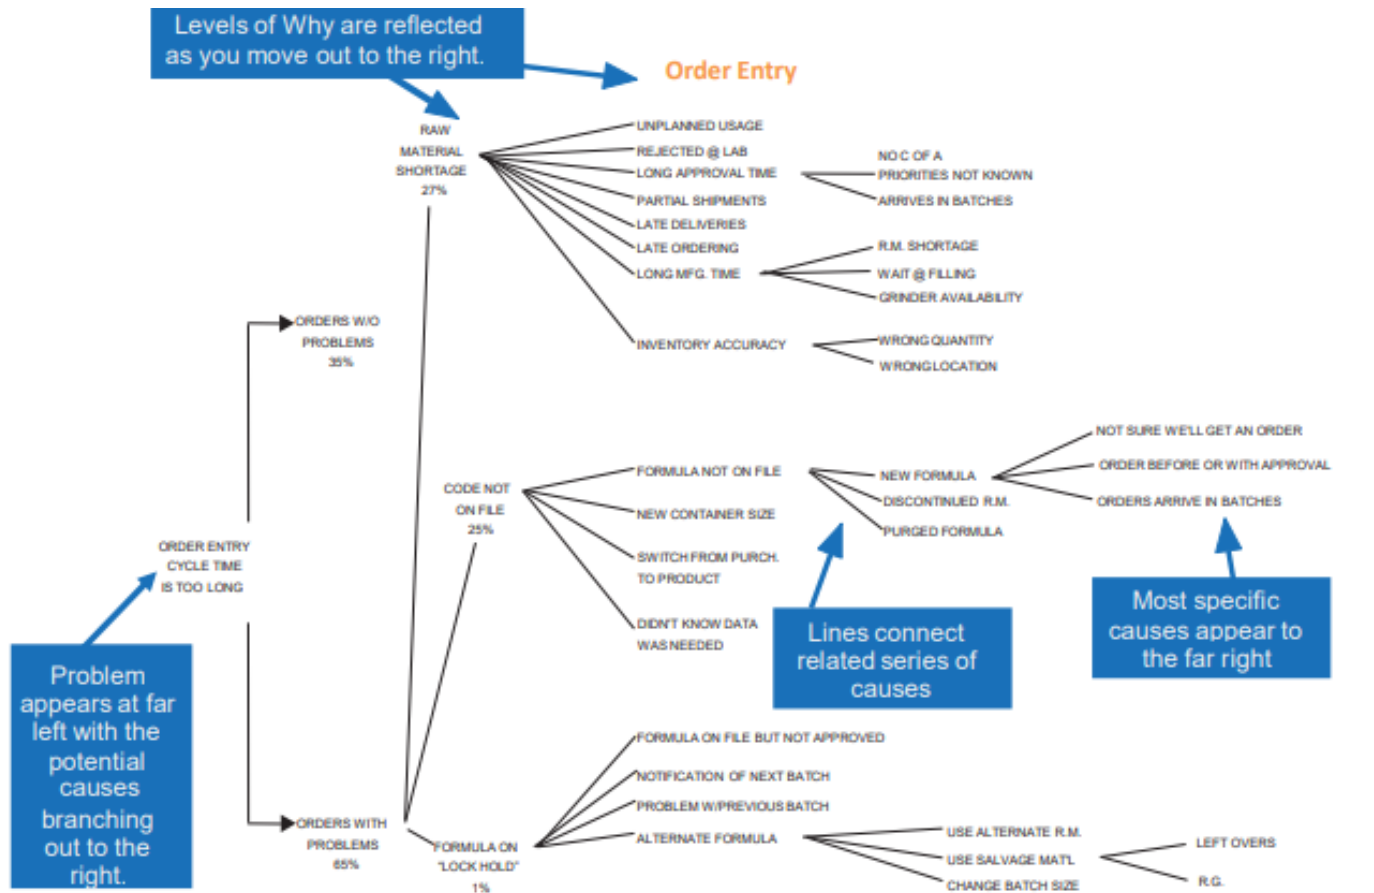 Levels of Why are reflected
as you move out to the right.
Order Entry
RAW
MATERIAL
SHORTAGE
27%
UNPLANNED USAGE
REJECTED @ LAB
LONG APPROVAL TIME
PARTIAL SHIPMENTS
LATE DELIVERIES
LATE ORDERING
LONG MFG. TIME
INVENTORY ACCURACY
NO C OF A
PRIORITIES NOT KNOWN
ARRIVES IN BATCHES
R.M. SHORTAGE
WAIT @ FILLING
GRINDER AVAILABILITY
WRONG QUANTITY
WRONG LOCATION
ORDERS W/O
PROBLEMS
35%
CODE NOT
ON FILE
25%
FORMULA NOT ON FILE
NEW CONTAINER SIZE
SWITCH FROM PURCH.
TO PRODUCT
DIDN'T KNOW DATA
WAS NEEDED
NEW FORMULA
DISCONTINUED R.M.
PURGED FORMULA
NOT SURE WE'LL GET AN ORDER
ORDER BEFORE OR WITH APPROVAL
ORDERS ARRIVE IN BATCHES
ORDER ENTRY
CYCLE TIME
IS TOO LONG
Lines connect
related series of
causes
Most specific
causes appear to
the far right
Problem
appears at far
left with the
potential
causes
branching
out to the
right.
ORDERS WITH
PROBLEMS
65%
FORMULA ON
"LOCK HOLD"
1%
FORMULA ON FILE BUT NOT APPROVED
NOTIFICATION OF NEXT BATCH
PROBLEM W/PREVIOUS BATCH
ALTERNATE FORMULA
USE ALTERNATE R.M.
USE SALVAGE MAT'L
CHANGE BATCH SIZE
LEFT OVERS
R.G.